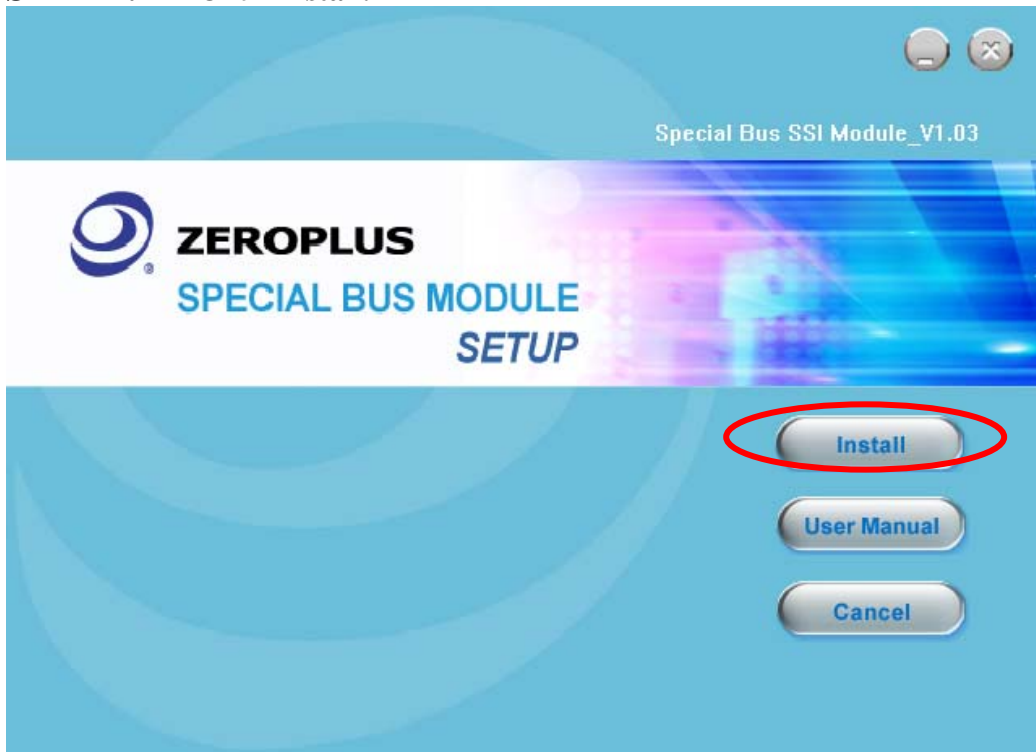 Special Bus SSI Module_V1.03
ZEROPLUS
®
SPECIAL BUS MODULE
SETUP
Install
User Manual
Cancel